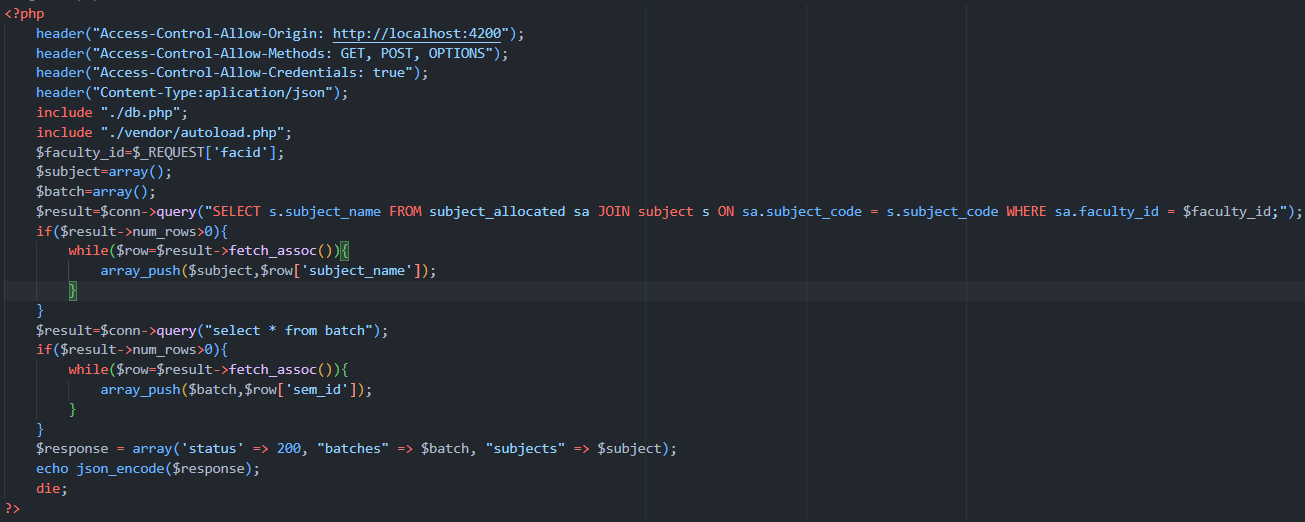 <?php
header("Access-Control-Allow-Origin: http://localhost:4200");
header("Access-Control-Allow-Methods: GET, POST, OPTIONS");
header("Access-Control-Allow-Credentials: true");
header("Content-Type:aplication/json");
include "./db.php";
include "./vendor/autoload.php";
$faculty_id=$_REQUEST['facid'];
$subject=array();
$batch=array();
$result=$conn->query("SELECT s.subject_name FROM subject_allocated sa JOIN subject s ON sa.subject_code = s.subject_code WHERE sa.faculty_id = $faculty_id;");
if($result->num_rows>0){
while($row=$result->fetch_assoc()){
array_push($subject,$row['subject_name']);
}
}
$result=$conn->query("select * from batch");
if($result->num_rows>0){
while($row=$result->fetch_assoc()){
array_push($batch,$row['sem_id']);
}
}
$response = array('status' => 200, "batches" => $batch, "subjects" => $subject);
echo json_encode($response);
die;
?>